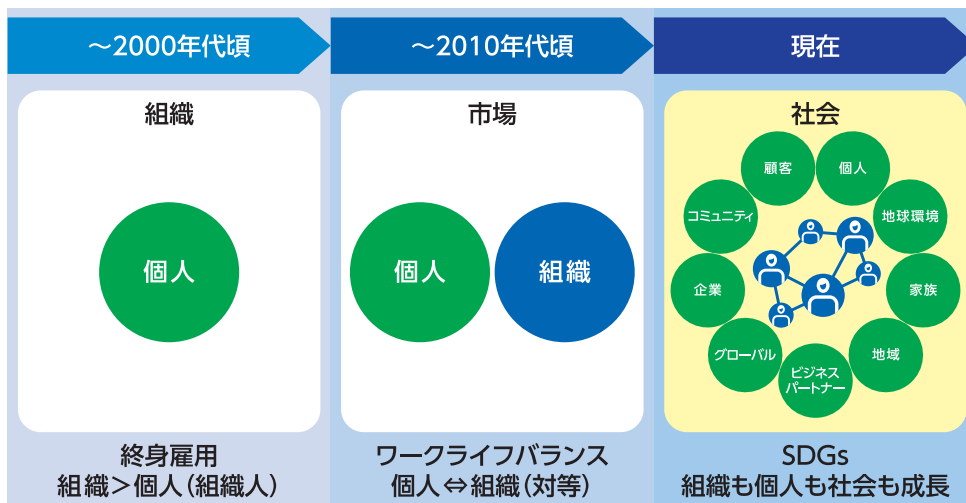 ～2000年代頃
～2010年代頃
現在
組織
個人
終身雇用
組織＞個人（組織人）
市場
個人
組織
ワークライフバランス
個人⇔組織（対等）
社会
顧客
個人
コミュニティ
地球環境
企業
家族
グローバル
地域
ビジネス
パートナー
SDGs
組織も個人も社会も成長